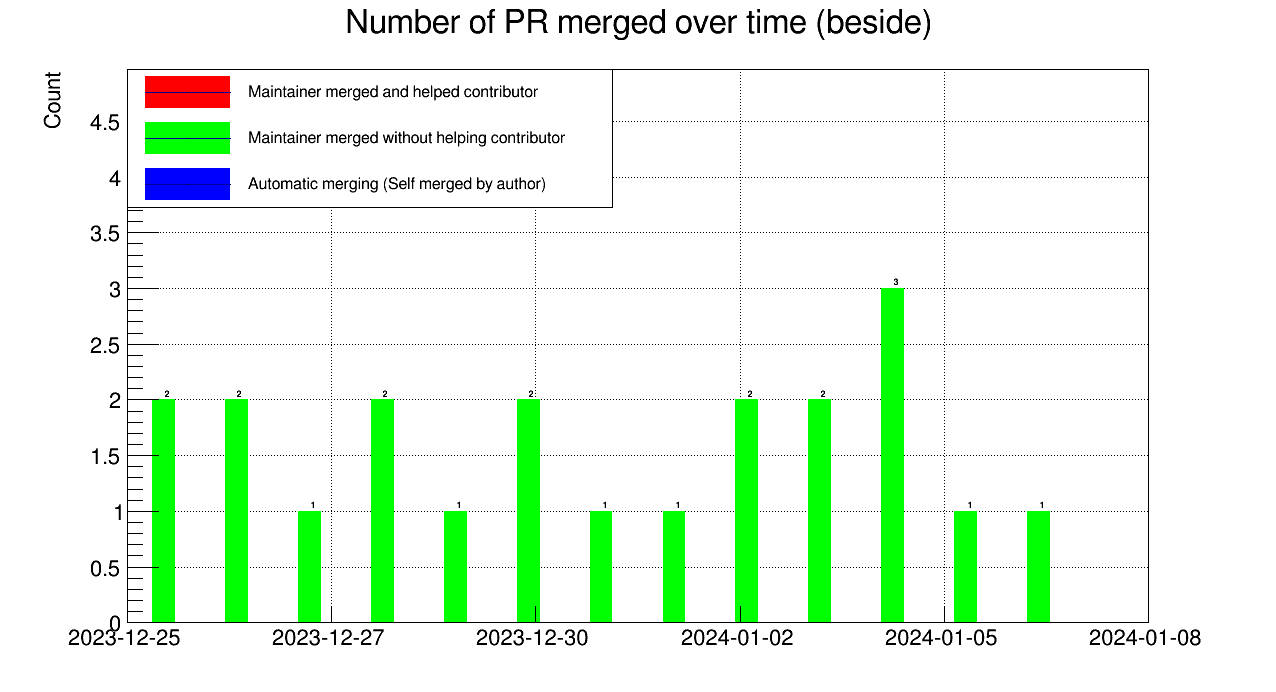 Number of PR merged over time (beside)
Count
Maintainer merged and helped contributor
Maintainer merged without helping contributor
Automatic merging (Self merged by author)
4.5
4
3.5
3
2.5
2
1.5
1
0.5
0
2 2 1 2 1 2 1 1 2 2 3 1 1
2023-12-25 2023-12-27 2023-12-30 2024-01-02 2024-01-05 2024-01-08